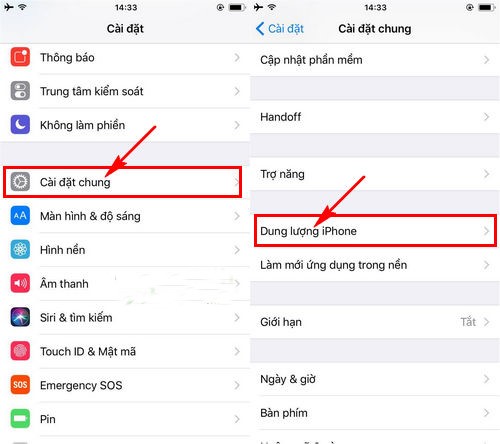 14:33
Cài đặt
Thông báo
Trung tâm kiểm soát
Không làm phiền
Cài đặt chung
AA
Màn hình & độ sáng
Hình nền
Âm thanh
Siri & tìm kiếm
Touch ID & Mật mã
SOS
Emergency SOS
Pin
14:33
Cài đặt
Cài đặt chung
Cập nhật phần mềm
Handoff
Trợ năng
Dung lượng iPhone
Làm mới ứng dụng trong nền
Giới hạn Tắt
Ngày & giờ
Bàn phím